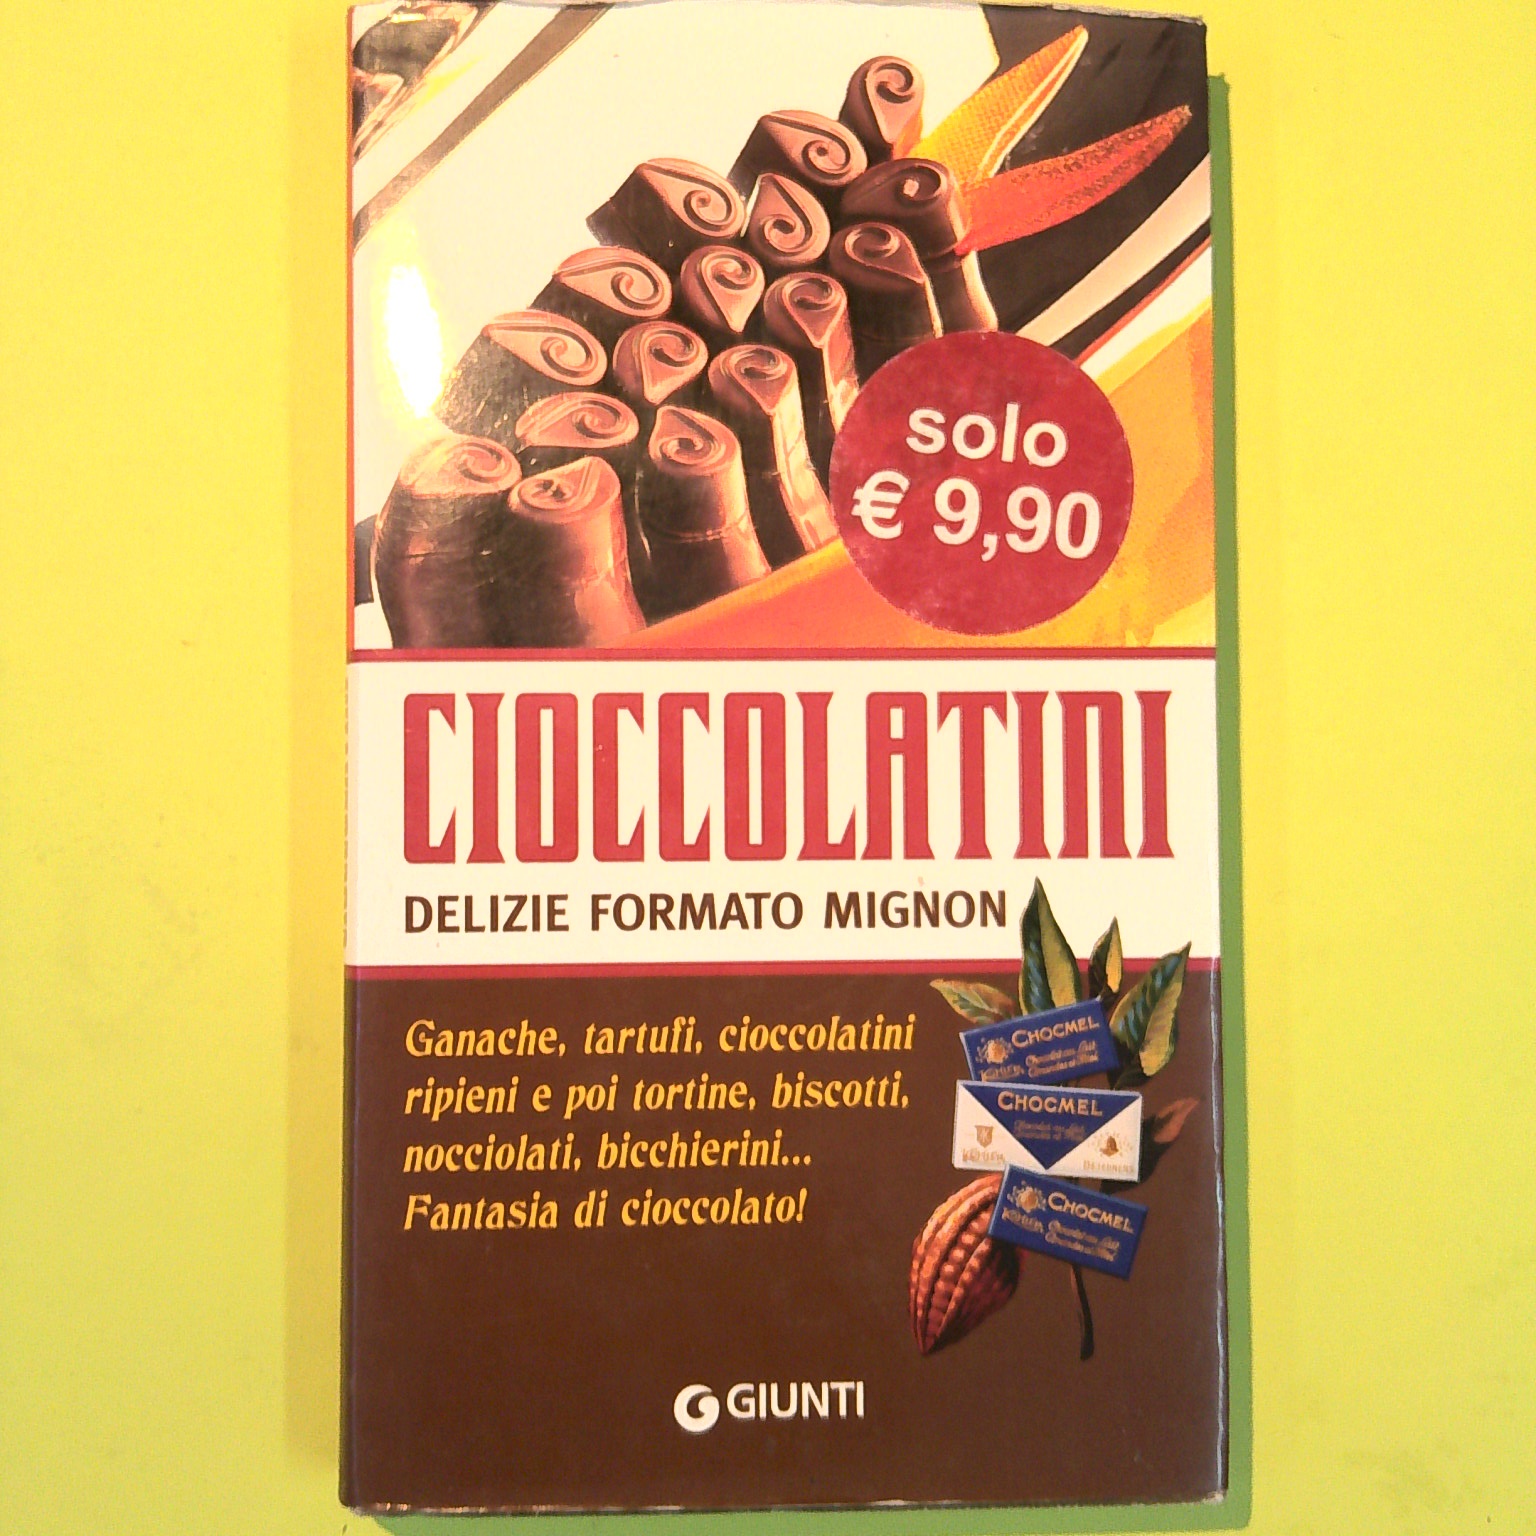 solo
€ 9,90
CIOCCOLATINI
DELIZIE FORMATO MIGNON
Ganache, tartufi, cioccolatini
ripieni e poi tortine, biscotti,
nocciolati, bicchierini...
Fantasia di cioccolato!
CHOCMEL
CHOCMEL
CHOCMEL
GIUNTI